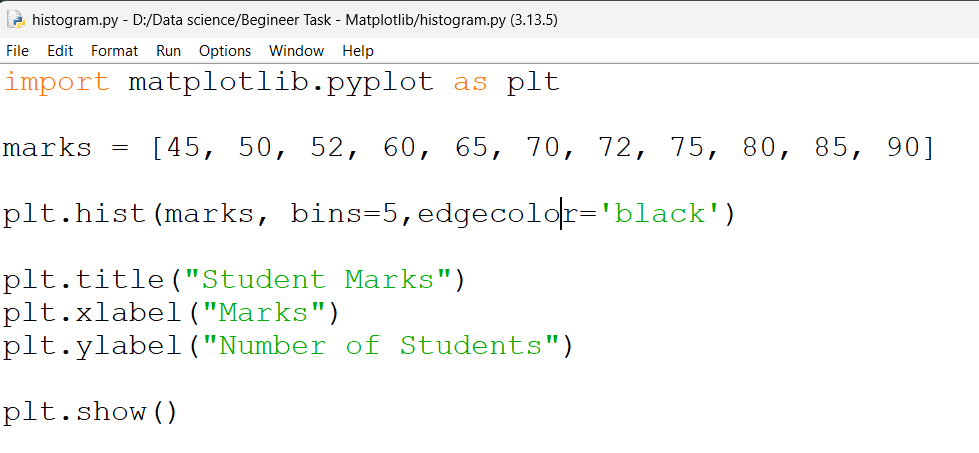 histogram.py - D:/Data science/Begineer Task - Matplotlib/histogram.py (3.13.5)
File Edit Format Run Options Window Help
import matplotlib.pyplot as plt
marks = [45, 50, 52, 60, 65, 70, 72, 75, 80, 85, 90]
plt.hist(marks, bins=5,edgecolor='black')
plt.title("Student Marks")
plt.xlabel("Marks")
plt.ylabel("Number of Students")
plt.show()